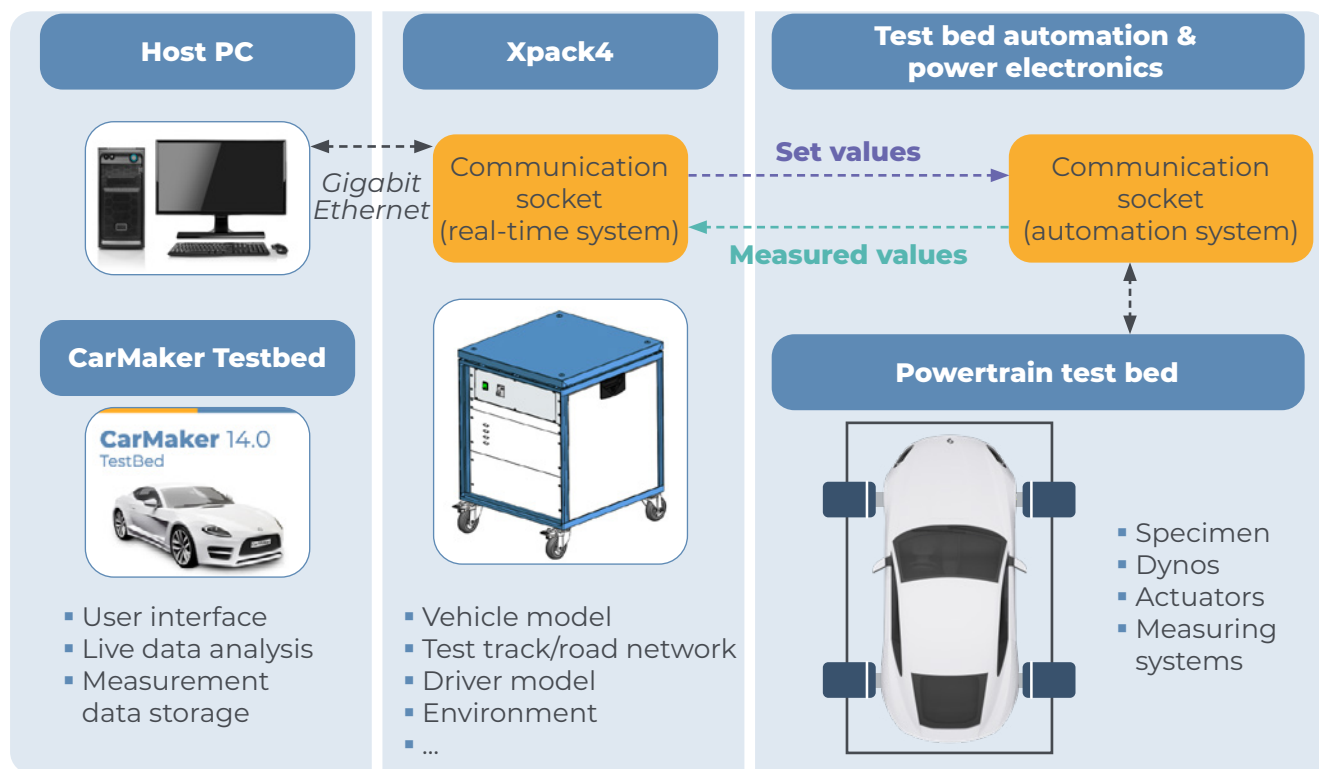 Host PC
Gigabit
Ethernet
CarMaker Testbed
CarMaker 14.0
TestBed
▪ User interface
▪ Live data analysis
▪ Measurement
data storage
Xpack4
Communication
socket
(real-time system)
▪ Vehicle model
▪ Test track/road network
▪ Driver model
▪ Environment
▪ ...
Set values
Measured values
Test bed automation &
power electronics
Communication
socket
(automation system)
Powertrain test bed
▪ Specimen
▪ Dynos
▪ Actuators
▪ Measuring
systems